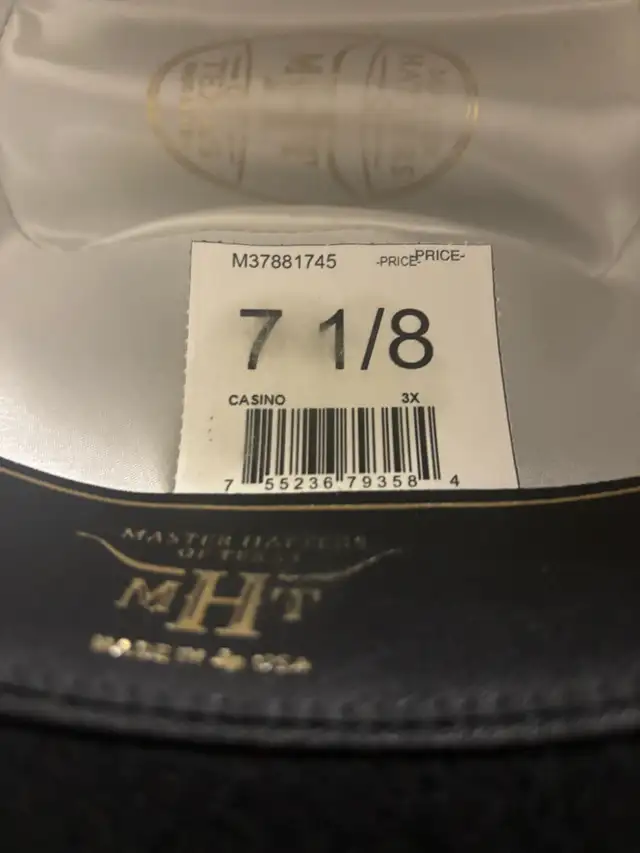 M37881745 -PRICE- PRICE-
7 1/8
CASINO 3X
7 55236 79358 4
MASTER HATTERS
OF TEXAS
MHT
MADE IN USA